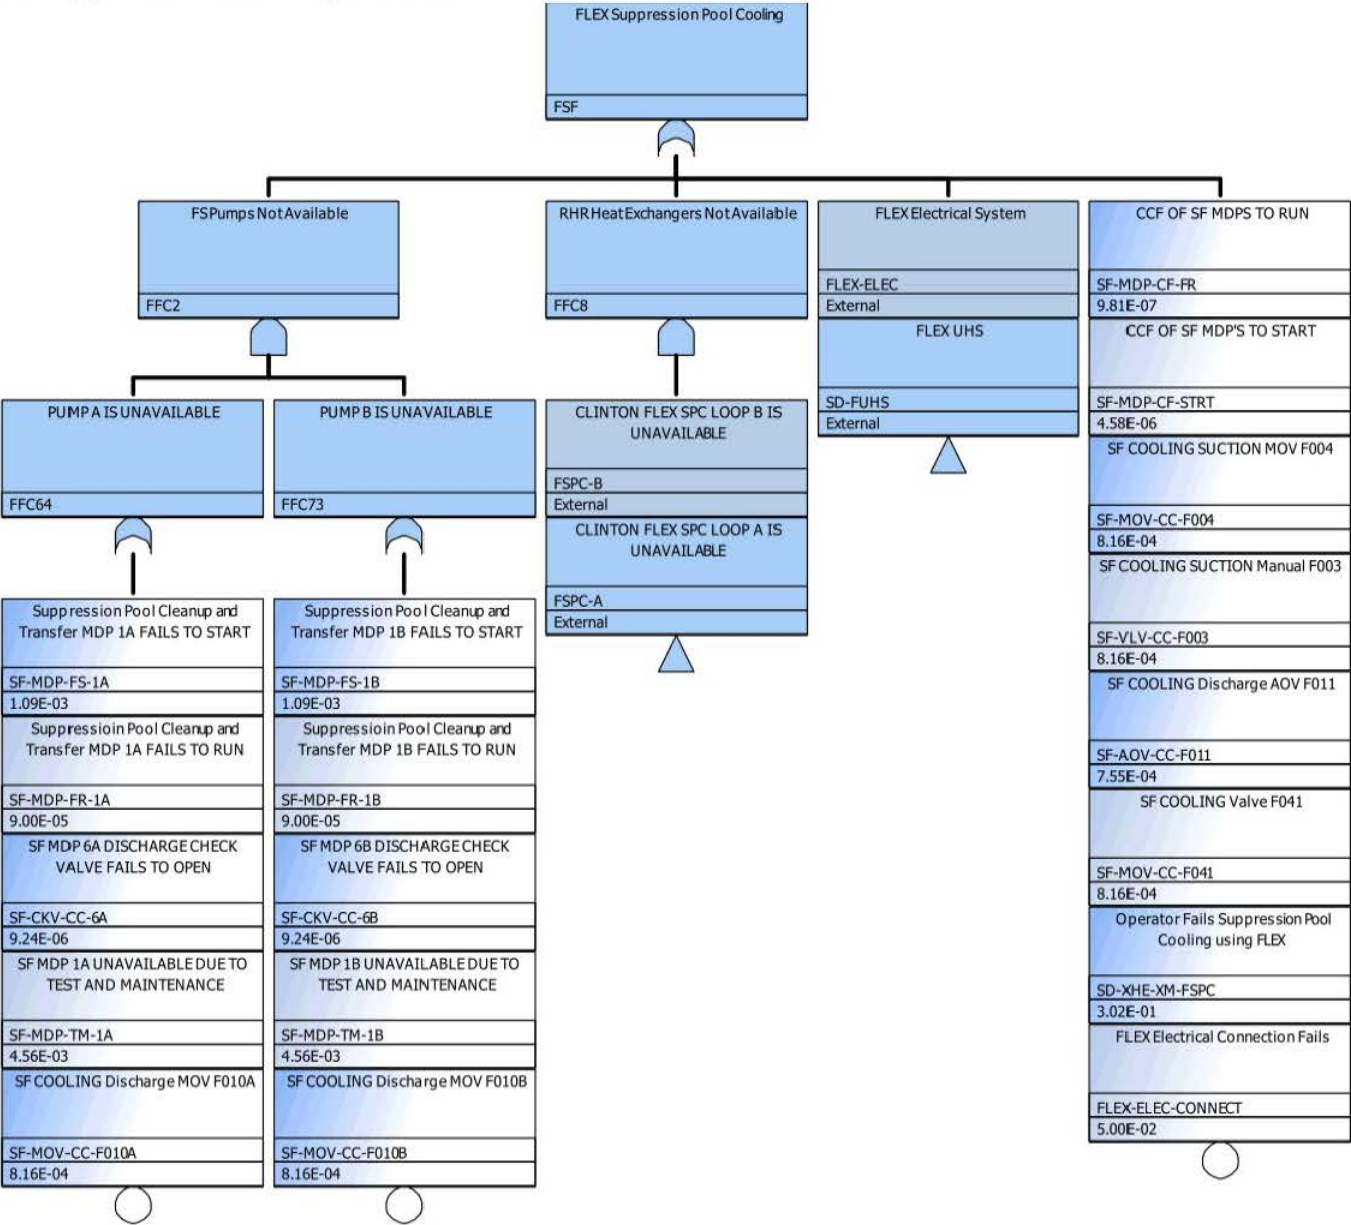 FLEX Suppression Pool Cooling
FSF
FS Pumps Not Available
FFC2
RHR Heat Exchangers Not Available
FFC8
FLEX Electrical System
FLEX-ELEC
External
FLEX UHS
SD-FUHS
External
CCF OF SF MDPS TO RUN
SF-MDP-CF-FR
9.81E-07
CCF OF SF MDP'S TO START
SF-MDP-CF-STRT
4.58E-06
SF COOLING SUCTION MOV F004
SF-MOV-CC-F004
8.16E-04
SF COOLING SUCTION Manual F003
SF-VLV-CC-F003
8.16E-04
SF COOLING Discharge AOV F011
SF-AOV-CC-F011
7.55E-04
SF COOLING Valve F041
SF-MOV-CC-F041
8.16E-04
Operator Fails Suppression Pool
Cooling using FLEX
SD-XHE-XM-FSPC
3.02E-01
FLEX Electrical Connection Fails
FLEX-ELEC-CONNECT
5.00E-02
PUMP A IS UNAVAILABLE
FFC64
PUMP B IS UNAVAILABLE
FFC73
CLINTON FLEX SPC LOOP B IS
UNAVAILABLE
FSPC-B
External
CLINTON FLEX SPC LOOP A IS
UNAVAILABLE
FSPC-A
External
Suppression Pool Cleanup and
Transfer MDP 1A FAILS TO START
SF-MDP-FS-1A
1.09E-03
Suppressioin Pool Cleanup and
Transfer MDP 1A FAILS TO RUN
SF-MDP-FR-1A
9.00E-05
SF MDP 6A DISCHARGE CHECK
VALVE FAILS TO OPEN
SF-CKV-CC-6A
9.24E-06
SF MDP 1A UNAVAILABLE DUE TO
TEST AND MAINTENANCE
SF-MDP-TM-1A
4.56E-03
SF COOLING Discharge MOV F010A
SF-MOV-CC-F010A
8.16E-04
Suppression Pool Cleanup and
Transfer MDP 1B FAILS TO START
SF-MDP-FS-1B
1.09E-03
Suppressioin Pool Cleanup and
Transfer MDP 1B FAILS TO RUN
SF-MDP-FR-1B
9.00E-05
SF MDP 6B DISCHARGE CHECK
VALVE FAILS TO OPEN
SF-CKV-CC-6B
9.24E-06
SF MDP 1B UNAVAILABLE DUE TO
TEST AND MAINTENANCE
SF-MDP-TM-1B
4.56E-03
SF COOLING Discharge MOV F010B
SF-MOV-CC-F010B
8.16E-04